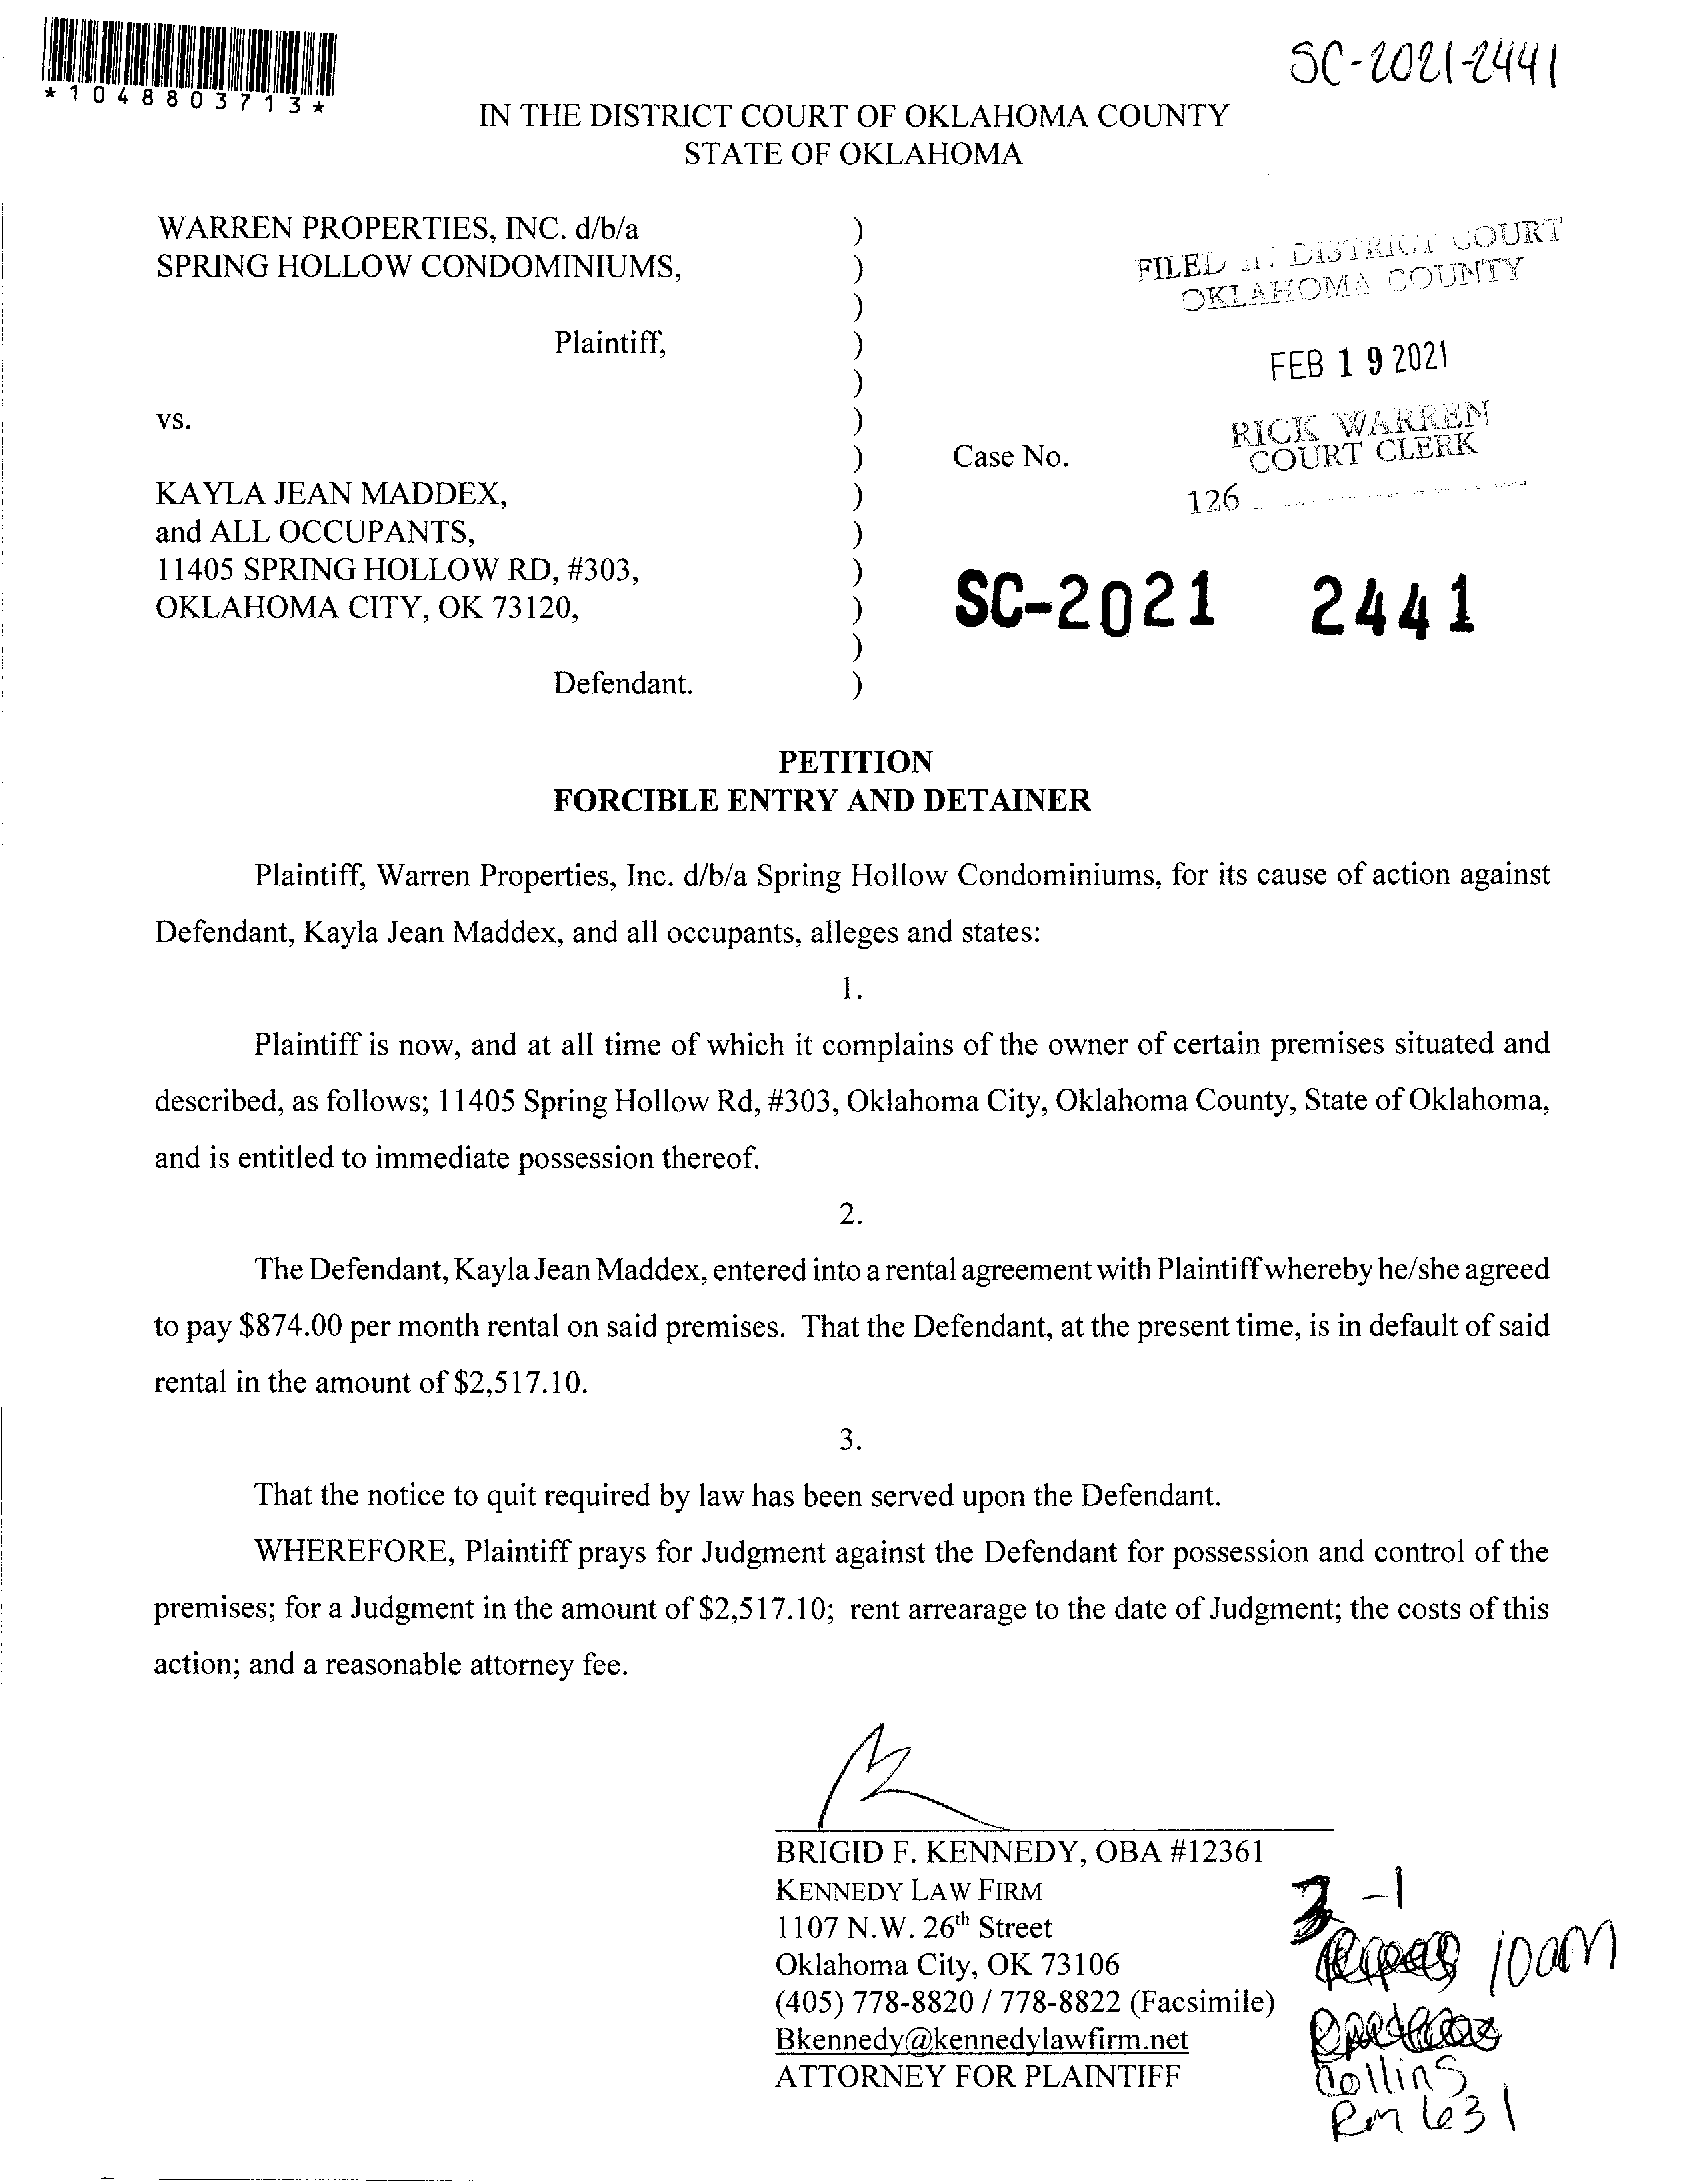 *1048803713*
SC-2021-2441
IN THE DISTRICT COURT OF OKLAHOMA COUNTY
STATE OF OKLAHOMA
WARREN PROPERTIES, INC. d/b/a )
SPRING HOLLOW CONDOMINIUMS, )
)
Plaintiff, )
)
vs. )
) Case No.
KAYLA JEAN MADDEX, )
and ALL OCCUPANTS, )
11405 SPRING HOLLOW RD, #303, )
OKLAHOMA CITY, OK 73120, )
)
Defendant. )
FILED DISTRICT COURT
OKLAHOMA COUNTY
FEB 19 2021
RICK WARREN
COURT CLERK
126
SC-2021 2441
PETITION
FORCIBLE ENTRY AND DETAINER
Plaintiff, Warren Properties, Inc. d/b/a Spring Hollow Condominiums, for its cause of action against
Defendant, Kayla Jean Maddex, and all occupants, alleges and states:
1.
Plaintiff is now, and at all time of which it complains of the owner of certain premises situated and
described, as follows; 11405 Spring Hollow Rd, #303, Oklahoma City, Oklahoma County, State of Oklahoma,
and is entitled to immediate possession thereof.
2.
The Defendant, Kayla Jean Maddex, entered into a rental agreement with Plaintiff whereby he/she agreed
to pay $874.00 per month rental on said premises. That the Defendant, at the present time, is in default of said
rental in the amount of $2,517.10.
3.
That the notice to quit required by law has been served upon the Defendant.
WHEREFORE, Plaintiff prays for Judgment against the Defendant for possession and control of the
premises; for a Judgment in the amount of $2,517.10; rent arrearage to the date of Judgment; the costs of this
action; and a reasonable attorney fee.
BRIGID F. KENNEDY, OBA #12361
KENNEDY LAW FIRM
1107 N.W. 26th Street
Oklahoma City, OK 73106
(405) 778-8820 / 778-8822 (Facsimile)
Bkennedy@kennedylawfirm.net
ATTORNEY FOR PLAINTIFF
3-1
10am
Collins
Rm 631